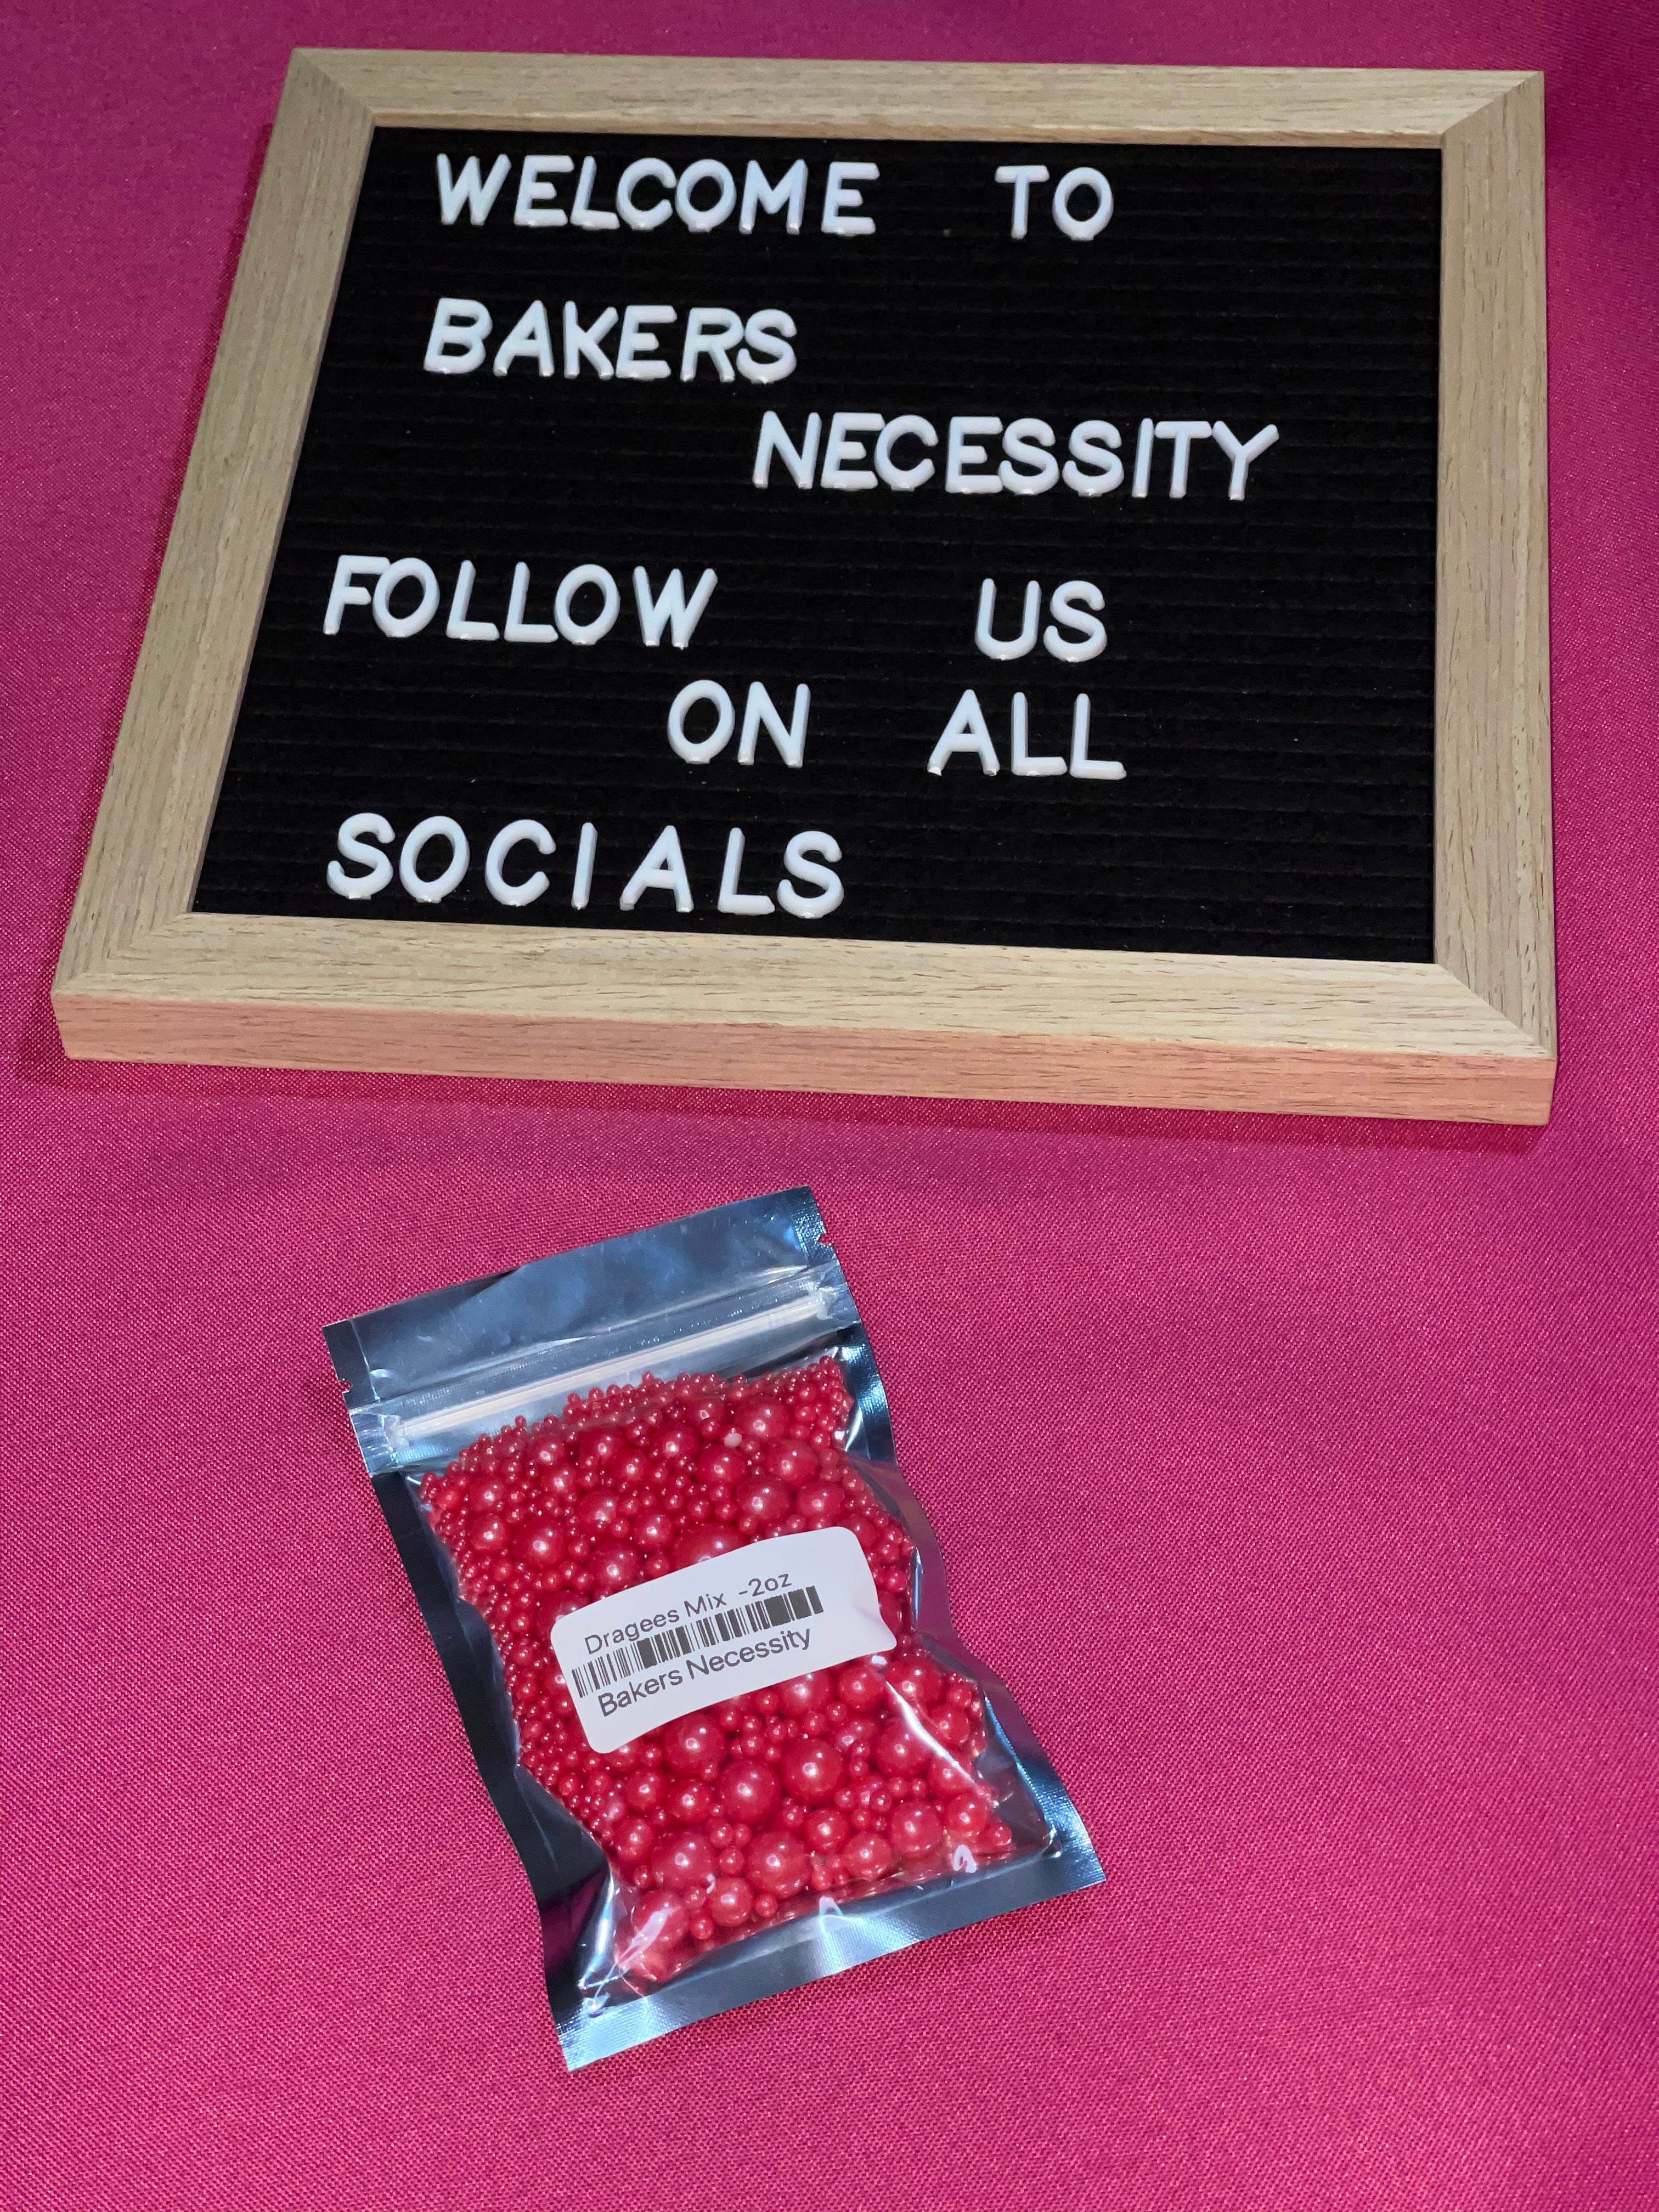 WELCOME TO
BAKERS
NECESSITY
FOLLOW US
ON ALL
SOCIALS
Dragees Mix -2oz
Bakers Necessity